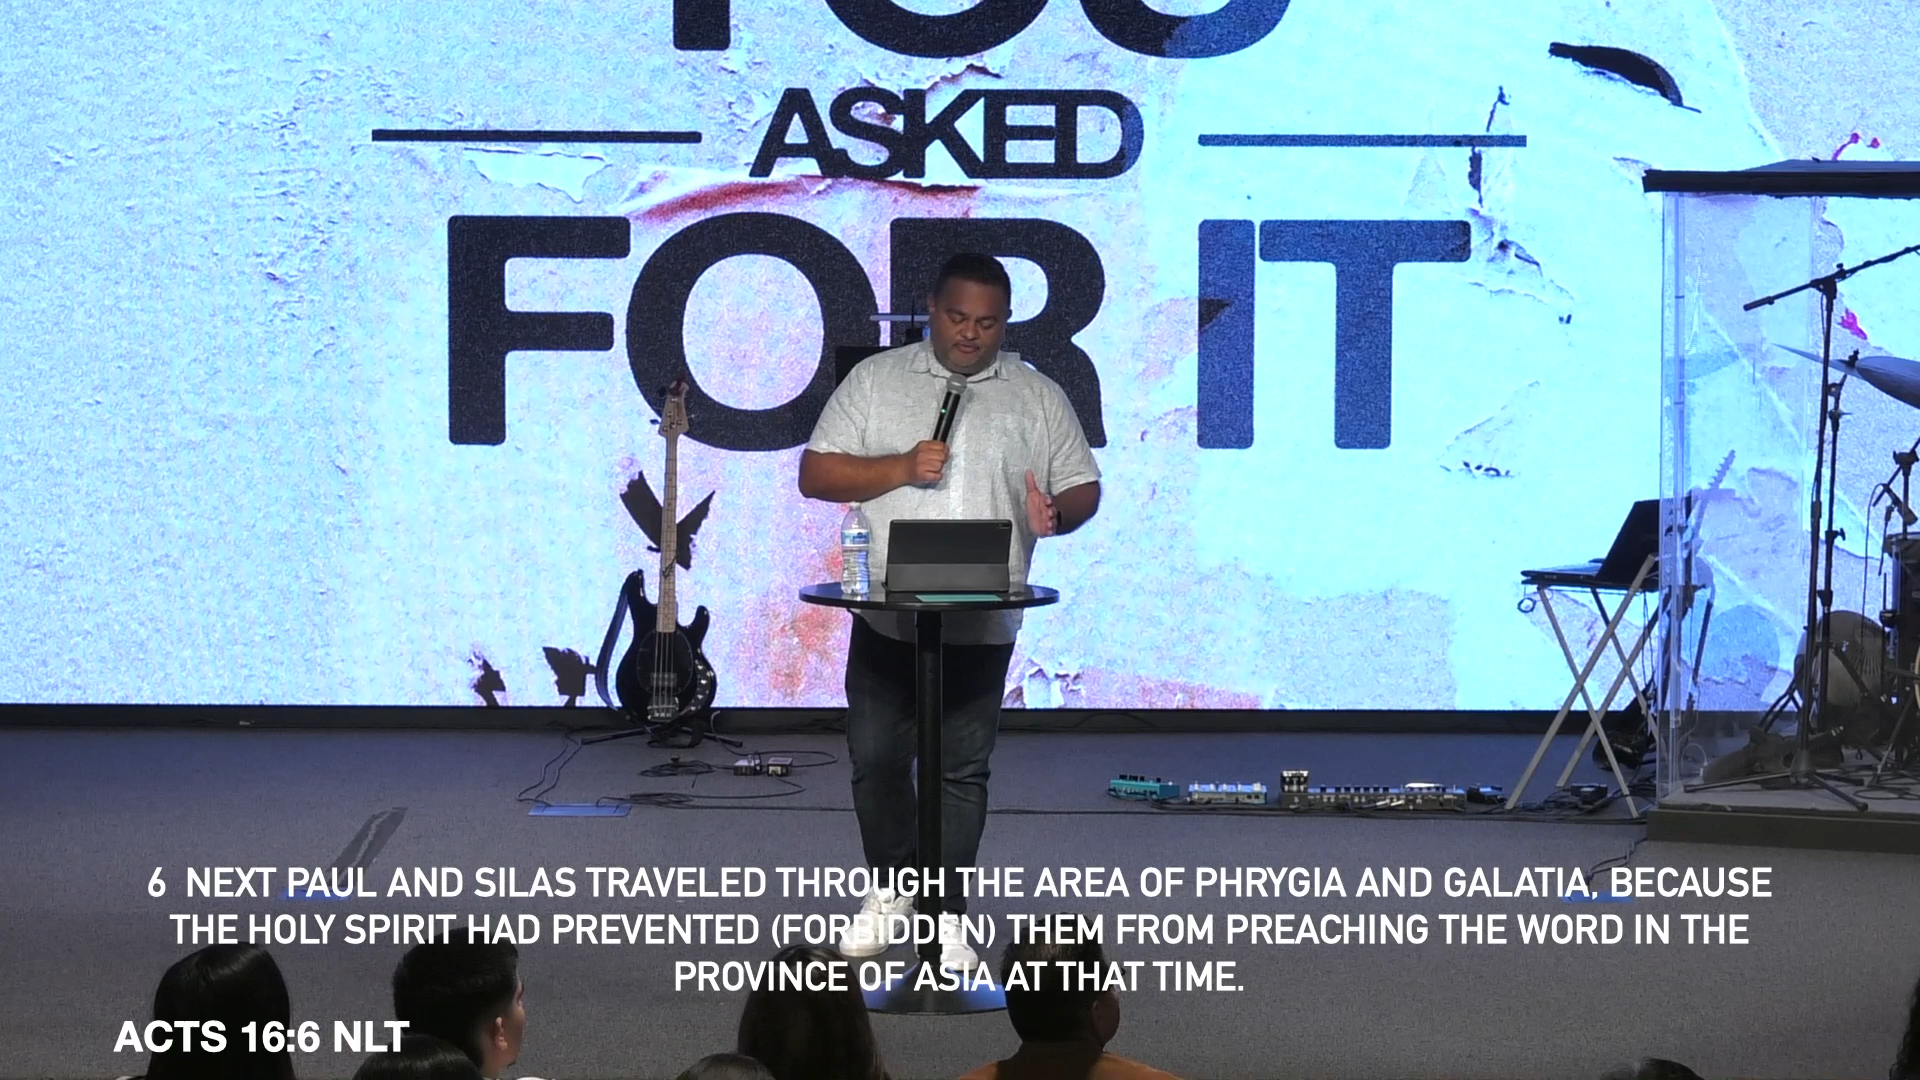 YOU
ASKED
FOR IT
6 NEXT PAUL AND SILAS TRAVELED THROUGH THE AREA OF PHRYGIA AND GALATIA, BECAUSE
THE HOLY SPIRIT HAD PREVENTED (FORBIDDEN) THEM FROM PREACHING THE WORD IN THE
PROVINCE OF ASIA AT THAT TIME.
ACTS 16:6 NLT